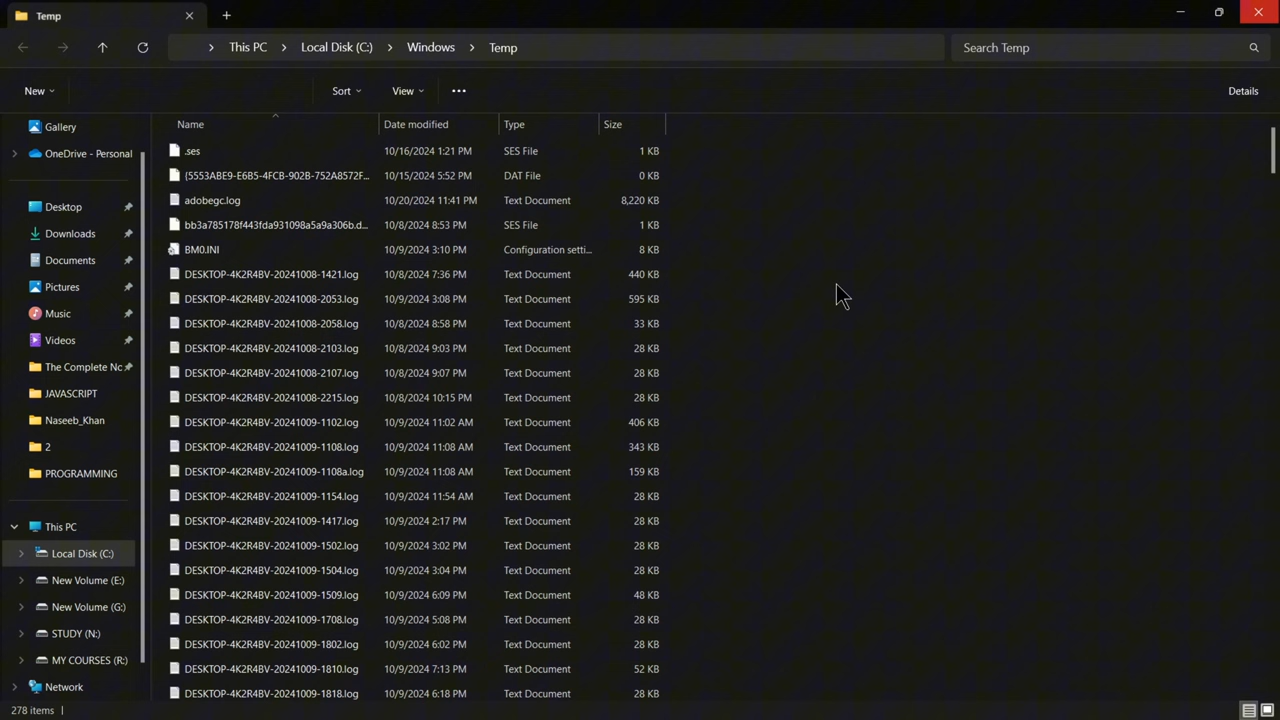 Temp
This PC
Local Disk (C:)
Windows
Temp
Search Temp
New
Sort
View
Details
Name
Date modified
Type
Size
Gallery
OneDrive - Personal
Desktop
Downloads
Documents
Pictures
Music
Videos
The Complete Nc
JAVASCRIPT
Naseeb_Khan
2
PROGRAMMING
This PC
Local Disk (C:)
New Volume (E:)
New Volume (G:)
STUDY (N:)
MY COURSES (R:)
Network
.ses 10/16/2024 1:21 PM SES File 1 KB
{5553ABE9-E6B5-4FCB-902B-752A8572F... 10/15/2024 5:52 PM DAT File 0 KB
adobegc.log 10/20/2024 11:41 PM Text Document 8,220 KB
bb3a785178f443fda931098a5a9a306b.d... 10/8/2024 8:53 PM SES File 1 KB
BM0.INI 10/9/2024 3:10 PM Configuration setti... 8 KB
DESKTOP-4K2R4BV-20241008-1421.log 10/8/2024 7:36 PM Text Document 440 KB
DESKTOP-4K2R4BV-20241008-2053.log 10/9/2024 3:08 PM Text Document 595 KB
DESKTOP-4K2R4BV-20241008-2058.log 10/8/2024 8:58 PM Text Document 33 KB
DESKTOP-4K2R4BV-20241008-2103.log 10/8/2024 9:03 PM Text Document 28 KB
DESKTOP-4K2R4BV-20241008-2107.log 10/8/2024 9:07 PM Text Document 28 KB
DESKTOP-4K2R4BV-20241008-2215.log 10/8/2024 10:15 PM Text Document 28 KB
DESKTOP-4K2R4BV-20241009-1102.log 10/9/2024 11:02 AM Text Document 406 KB
DESKTOP-4K2R4BV-20241009-1108.log 10/9/2024 11:08 AM Text Document 343 KB
DESKTOP-4K2R4BV-20241009-1108a.log 10/9/2024 11:08 AM Text Document 159 KB
DESKTOP-4K2R4BV-20241009-1154.log 10/9/2024 11:54 AM Text Document 28 KB
DESKTOP-4K2R4BV-20241009-1417.log 10/9/2024 2:17 PM Text Document 28 KB
DESKTOP-4K2R4BV-20241009-1502.log 10/9/2024 3:02 PM Text Document 28 KB
DESKTOP-4K2R4BV-20241009-1504.log 10/9/2024 3:04 PM Text Document 28 KB
DESKTOP-4K2R4BV-20241009-1509.log 10/9/2024 6:09 PM Text Document 48 KB
DESKTOP-4K2R4BV-20241009-1708.log 10/9/2024 5:08 PM Text Document 28 KB
DESKTOP-4K2R4BV-20241009-1802.log 10/9/2024 6:02 PM Text Document 28 KB
DESKTOP-4K2R4BV-20241009-1810.log 10/9/2024 7:13 PM Text Document 52 KB
DESKTOP-4K2R4BV-20241009-1818.log 10/9/2024 6:18 PM Text Document 28 KB
278 items